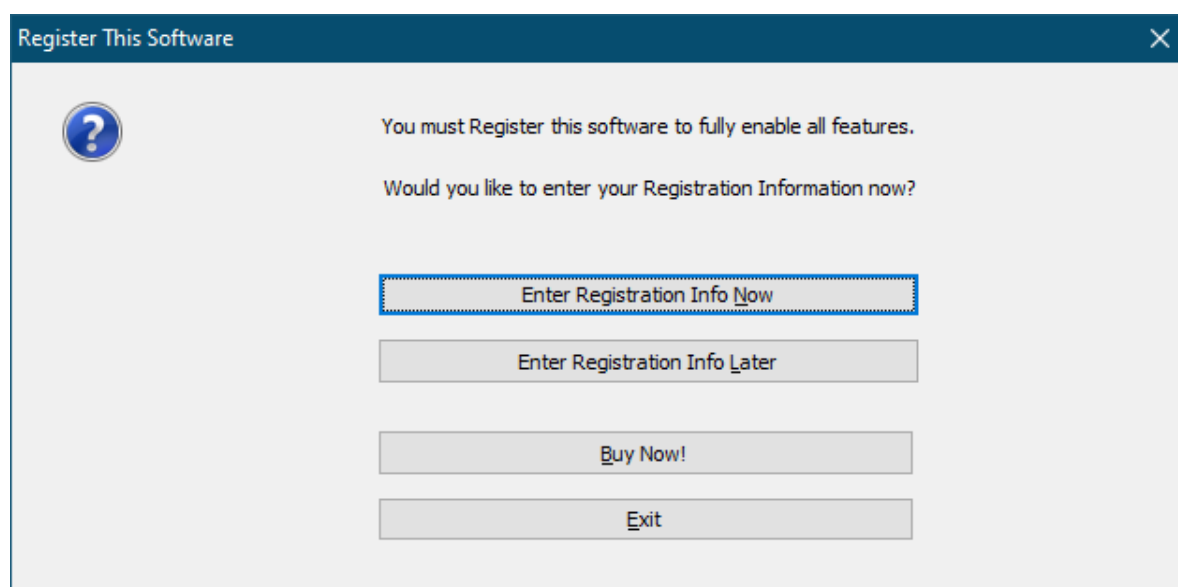 Register This Software
You must Register this software to fully enable all features.
Would you like to enter your Registration Information now?
Enter Registration Info Now
Enter Registration Info Later
Buy Now!
Exit